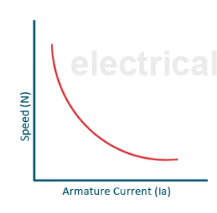 electrical
Speed (N)
Armature Current (Ia)